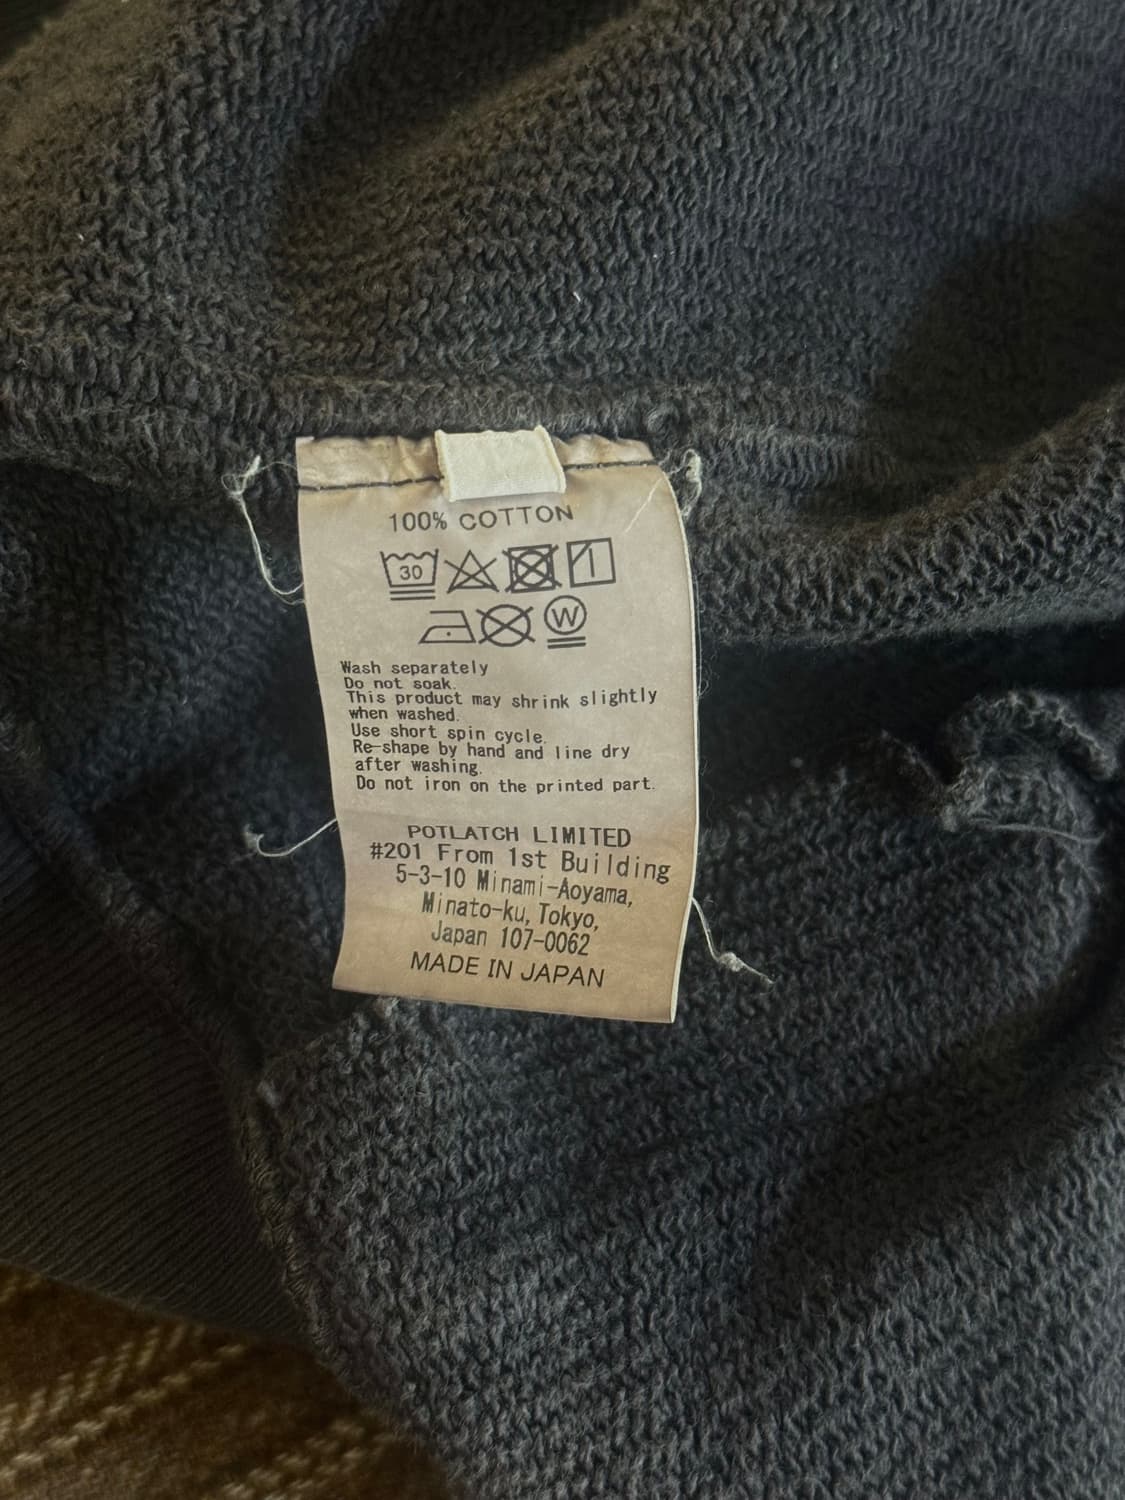 100% COTTON
30
W
Wash separately
Do not soak.
This product may shrink slightly
when washed.
Use short spin cycle.
Re-shape by hand and line dry
after washing.
Do not iron on the printed part.
POTLATCH LIMITED
#201 From 1st Building
5-3-10 Minami-Aoyama,
Minato-ku, Tokyo,
Japan 107-0062
MADE IN JAPAN